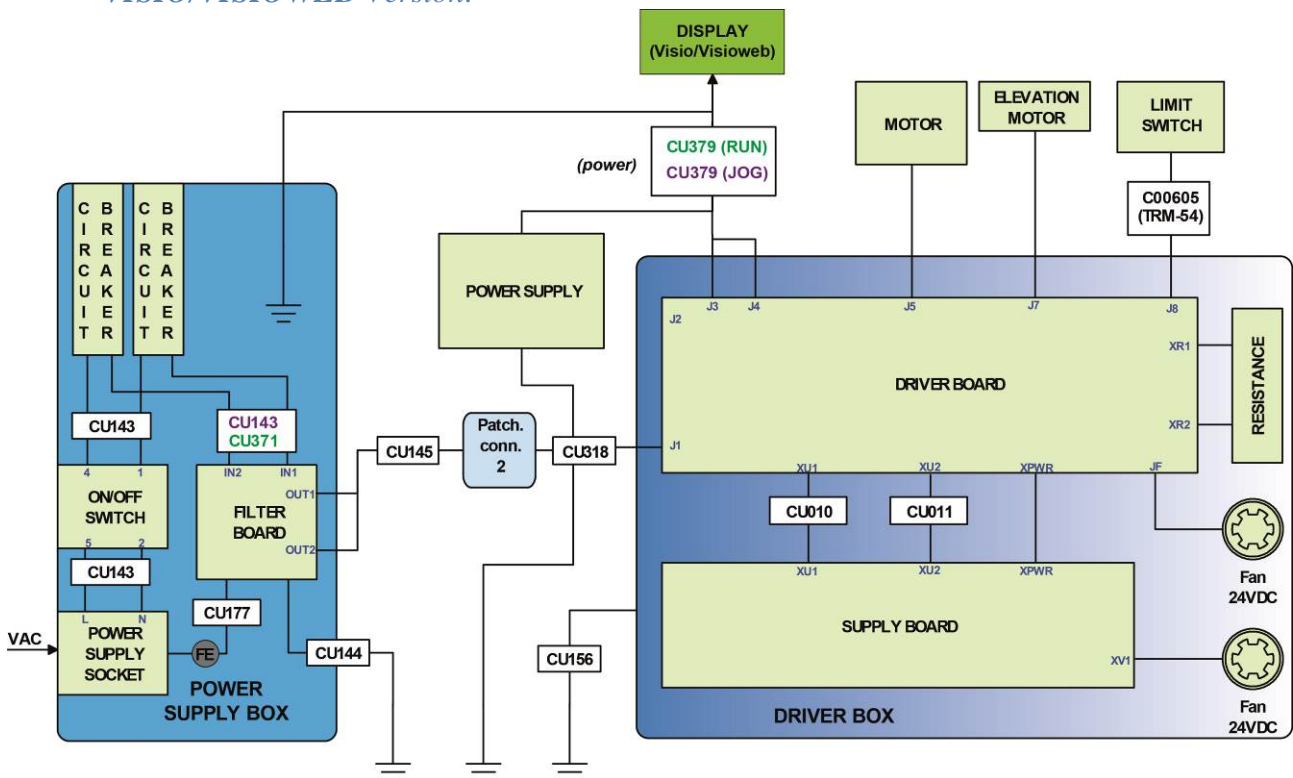 VISIO/VISIOWEB version.
DISPLAY
(Visio/Visioweb)
MOTOR
ELEVATION
MOTOR
LIMIT
SWITCH
(power)
CU379 (RUN)
CU379 (JOG)
C00605
(TRM-54)
CIRCUIT
BREAKER
CIRCUIT
BREAKER
POWER SUPPLY
J2
J3
J4
J5
J7
J8
XR1
DRIVER BOARD
RESISTANCE
XR2
J1
XU1
XU2
XPWR
JF
CU143
CU143
CU371
CU145
Patch.
conn.
2
CU318
4
1
IN2
IN1
ON/OFF
SWITCH
OUT1
FILTER
BOARD
OUT2
5
2
CU010
CU011
CU143
Fan
24VDC
XU1
XU2
XPWR
L
N
CU177
VAC
POWER
SUPPLY
SOCKET
FE
CU144
CU156
SUPPLY BOARD
XV1
POWER
SUPPLY BOX
DRIVER BOX
Fan
24VDC